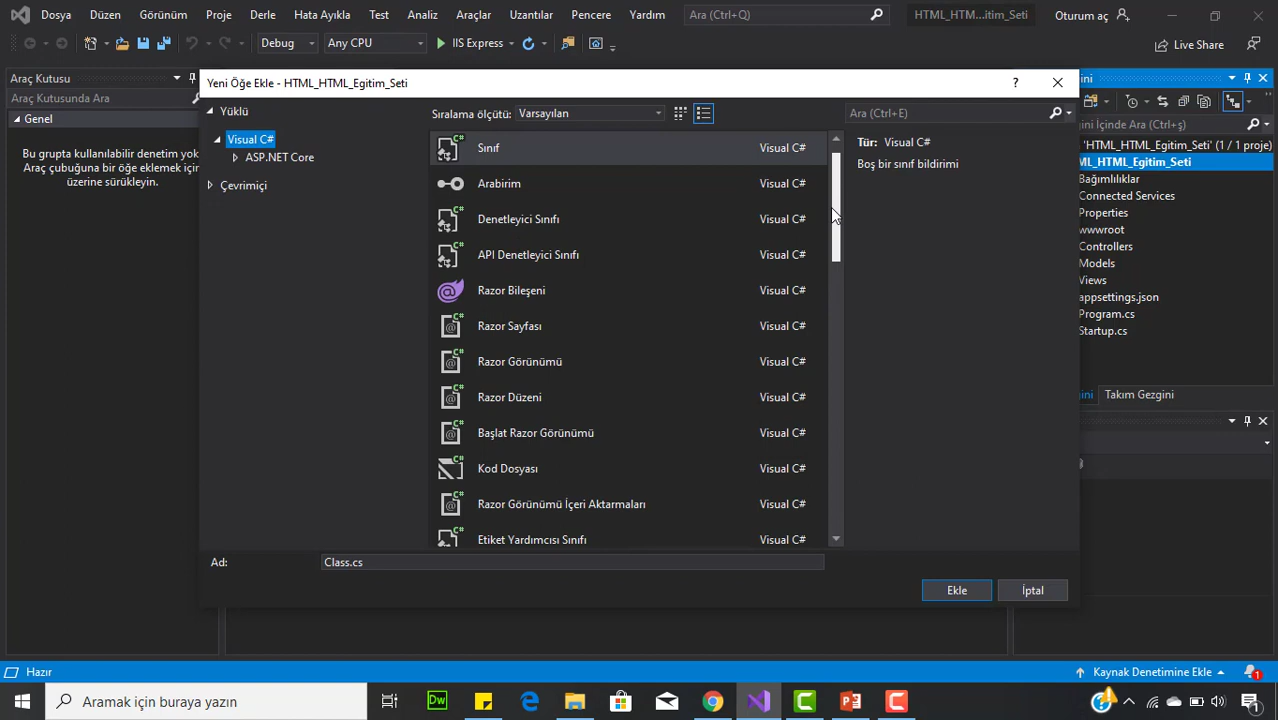 Dosya Düzen Görünüm Proje Derle Hata Ayıkla Test Analiz Araçlar Uzantılar Pencere Yardım Ara (Ctrl+Q) HTML_HTM...itim_Seti Oturum aç
Debug Any CPU IIS Express Live Share
Araç Kutusu
Araç Kutusunda Ara
Genel
Bu grupta kullanılabilir denetim yok
Araç çubuğuna bir öğe eklemek için
üzerine sürükleyin.
Yeni Öğe Ekle - HTML_HTML_Egitim_Seti
Yüklü
Visual C#
ASP.NET Core
Çevrimiçi
Sıralama ölçütü: Varsayılan
Ara (Ctrl+E)
Sınıf Visual C#
Arabirim Visual C#
Denetleyici Sınıfı Visual C#
API Denetleyici Sınıfı Visual C#
Razor Bileşeni Visual C#
Razor Sayfası Visual C#
Razor Görünümü Visual C#
Razor Düzeni Visual C#
Başlat Razor Görünümü Visual C#
Kod Dosyası Visual C#
Razor Görünümü İçeri Aktarmaları Visual C#
Etiket Yardımcısı Sınıfı Visual C#
Tür: Visual C#
Boş bir sınıf bildirimi
Ad: Class.cs
Ekle İptal
gini
gini İçinde Ara (Ctrl+ş)
'HTML_HTML_Egitim_Seti' (1 / 1 proje)
ML_HTML_Egitim_Seti
Bağımlılıklar
Connected Services
Properties
wwwroot
Controllers
Models
Views
appsettings.json
Program.cs
Startup.cs
ini Takım Gezgini
Hazır Kaynak Denetimine Ekle 1
Aramak için buraya yazın Dw 1